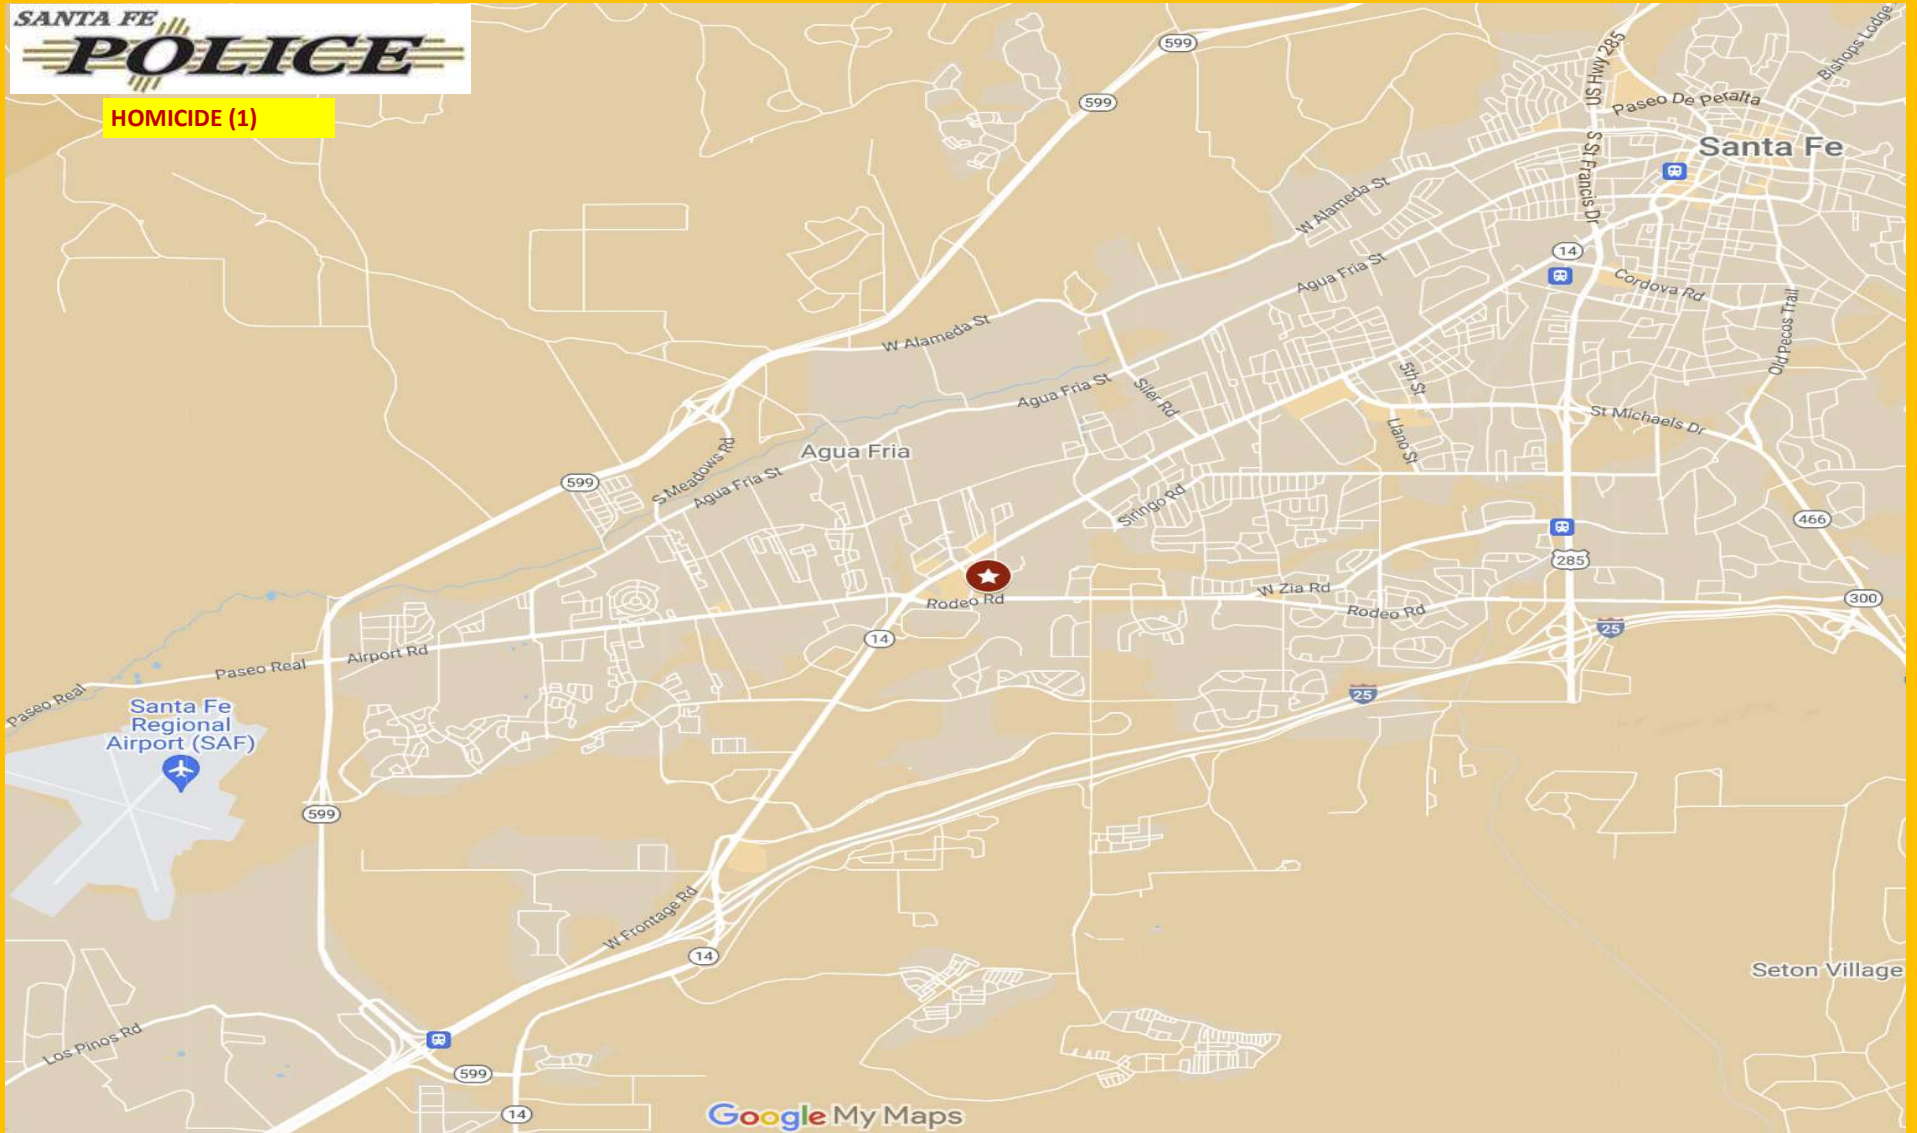 SANTA FE
POLICE
HOMICIDE (1)
599
599
US Hwy 285
Bishops Lodge
Paseo De Peralta
Santa Fe
S St Francis Dr
W Alameda St
14
Agua Fria St
Cordova Rd
Old Pecos Trail
W Alameda St
5th St
Siler Rd
Agua Fria St
St Michaels Dr
Llano St
Agua Fria
S Meadows Rd
599
Agua Fria St
Siringo Rd
466
285
W Zia Rd
Rodeo Rd
Rodeo Rd
300
25
14
Airport Rd
Paseo Real
25
Paseo Real
Santa Fe
Regional
Airport (SAF)
599
W Frontage Rd
14
Seton Village
Los Pinos Rd
599
14
Google My Maps